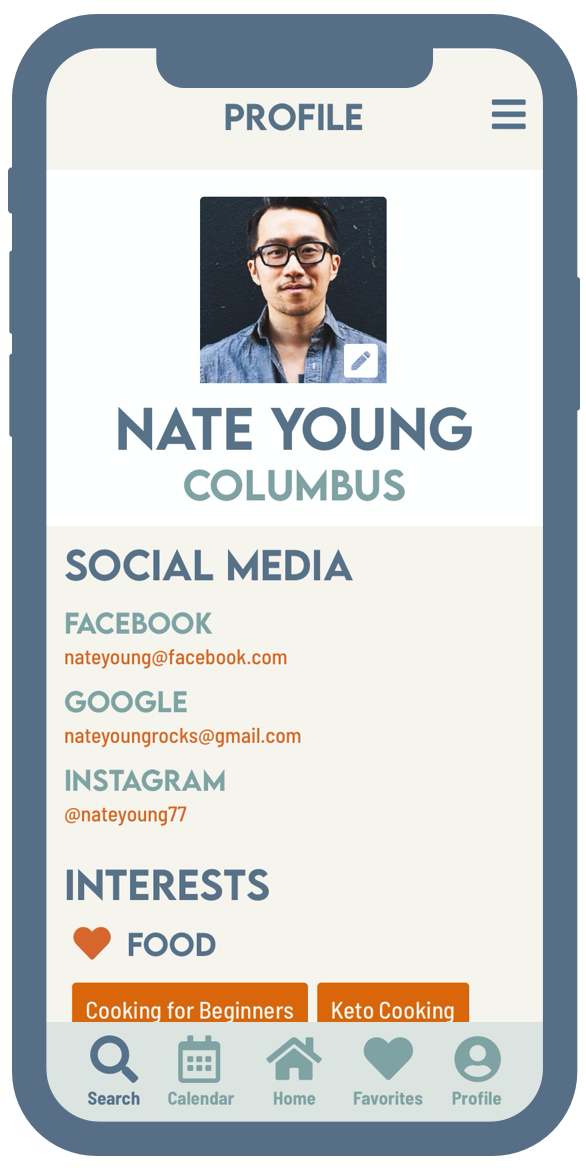 PROFILE
NATE YOUNG
COLUMBUS
SOCIAL MEDIA
FACEBOOK
nateyoung@facebook.com
GOOGLE
nateyoungrocks@gmail.com
INSTAGRAM
@nateyoung77
INTERESTS
FOOD
Cooking for Beginners Keto Cooking
Search Calendar Home Favorites Profile